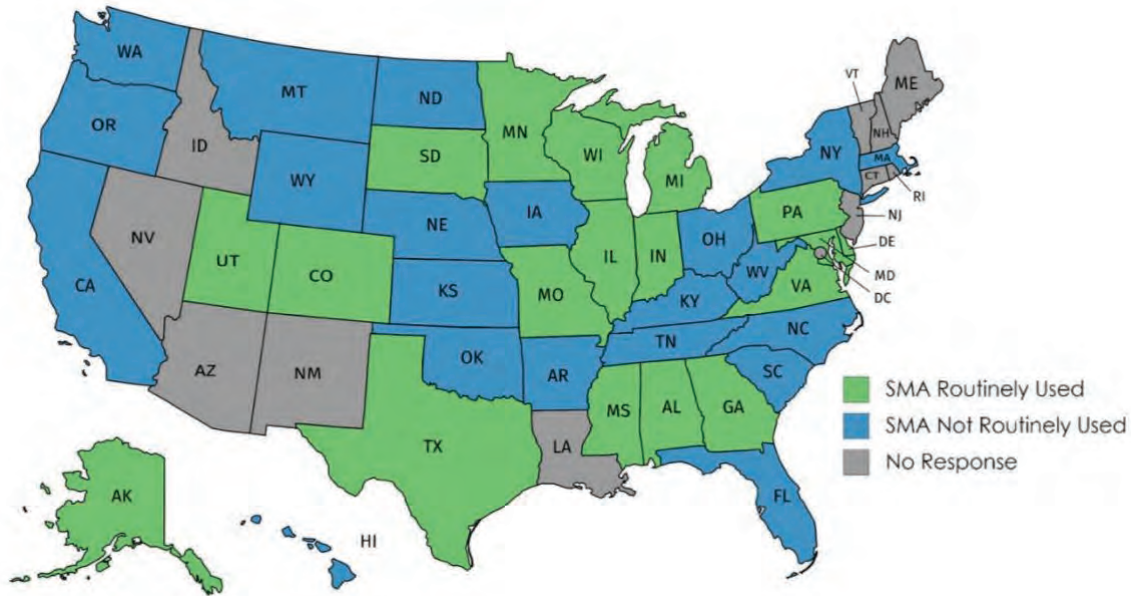 WA
MT
ND
MN
VT
ME
OR
ID
SD
WI
NH
NY
MA
WY
MI
CT
RI
IA
PA
NE
NJ
NV
OH
IL
IN
DE
UT
CO
WV
MD
CA
KS
MO
VA
DC
KY
NC
TN
OK
AZ
NM
AR
SC
SMA Routinely Used
MS
AL
GA
SMA Not Routinely Used
TX
LA
No Response
AK
FL
HI